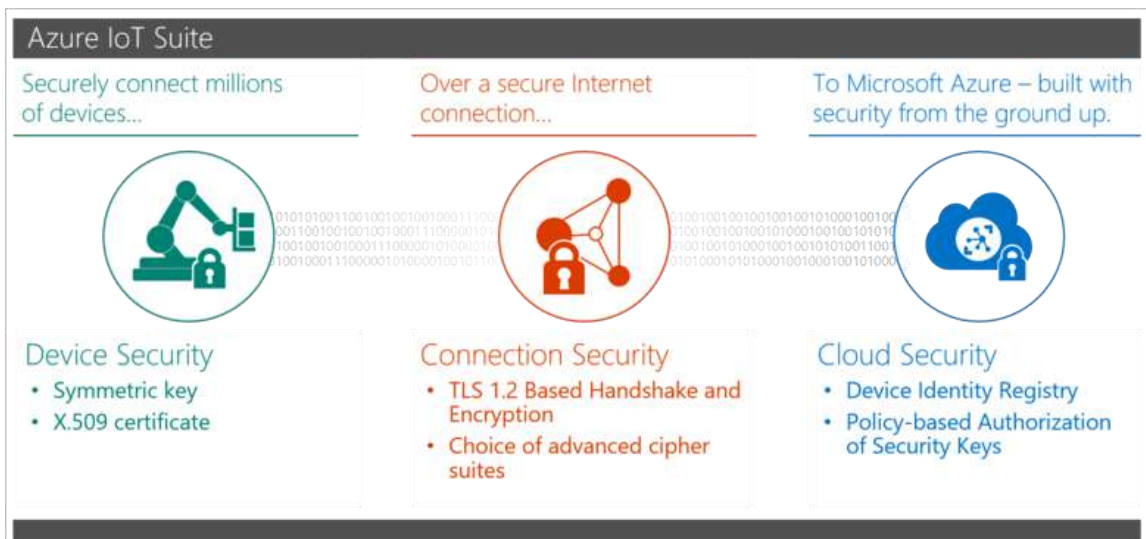 Azure IoT Suite
Securely connect millions
of devices...
Over a secure Internet
connection...
To Microsoft Azure – built with
security from the ground up.
Device Security
• Symmetric key
• X.509 certificate
Connection Security
• TLS 1.2 Based Handshake and
Encryption
• Choice of advanced cipher
suites
Cloud Security
• Device Identity Registry
• Policy-based Authorization
of Security Keys